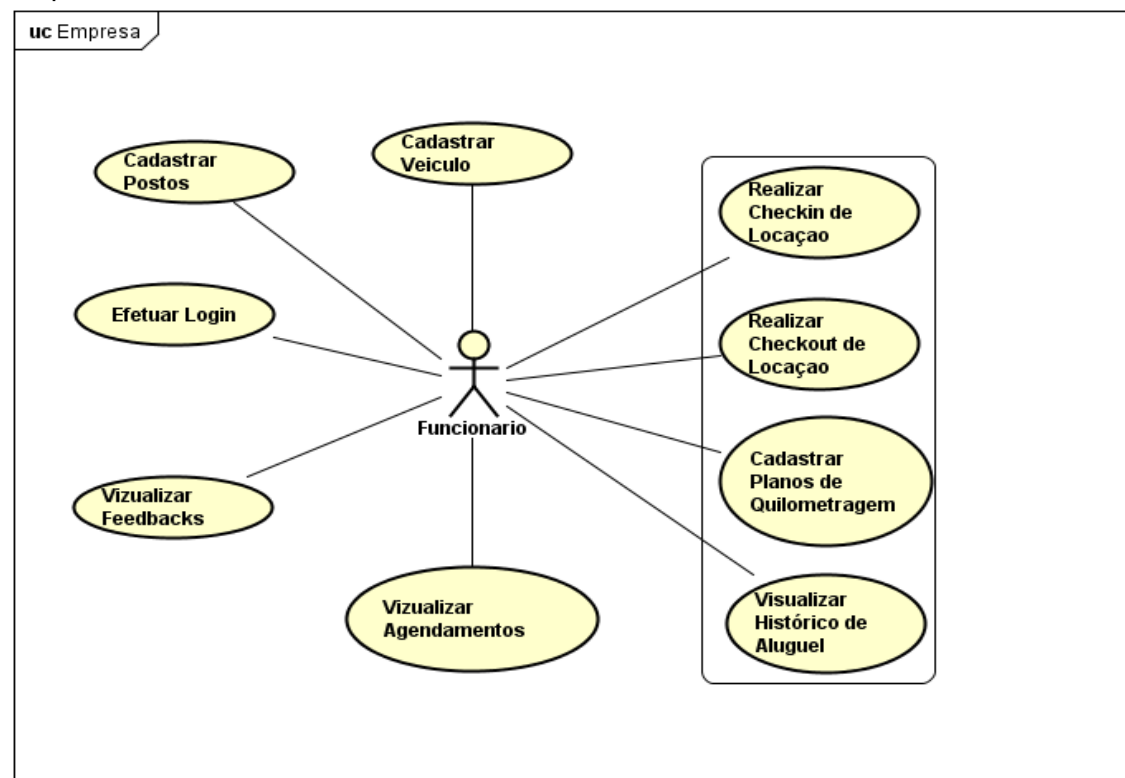 uc Empresa
Cadastrar
Postos
Cadastrar
Veiculo
Realizar
Checkin de
Locaçao
Efetuar Login
Realizar
Checkout de
Locaçao
Funcionario
Vizualizar
Feedbacks
Cadastrar
Planos de
Quilometragem
Vizualizar
Agendamentos
Visualizar
Histórico de
Aluguel